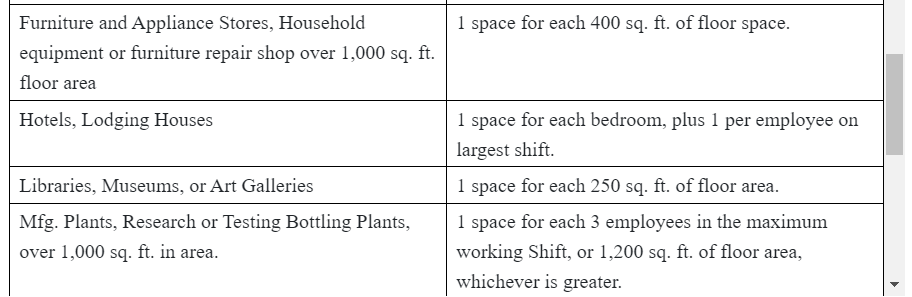 Furniture and Appliance Stores, Household
equipment or furniture repair shop over 1,000 sq. ft.
floor area
1 space for each 400 sq. ft. of floor space.
Hotels, Lodging Houses
1 space for each bedroom, plus 1 per employee on
largest shift.
Libraries, Museums, or Art Galleries
1 space for each 250 sq. ft. of floor area.
Mfg. Plants, Research or Testing Bottling Plants,
over 1,000 sq. ft. in area.
1 space for each 3 employees in the maximum
working Shift, or 1,200 sq. ft. of floor area,
whichever is greater.